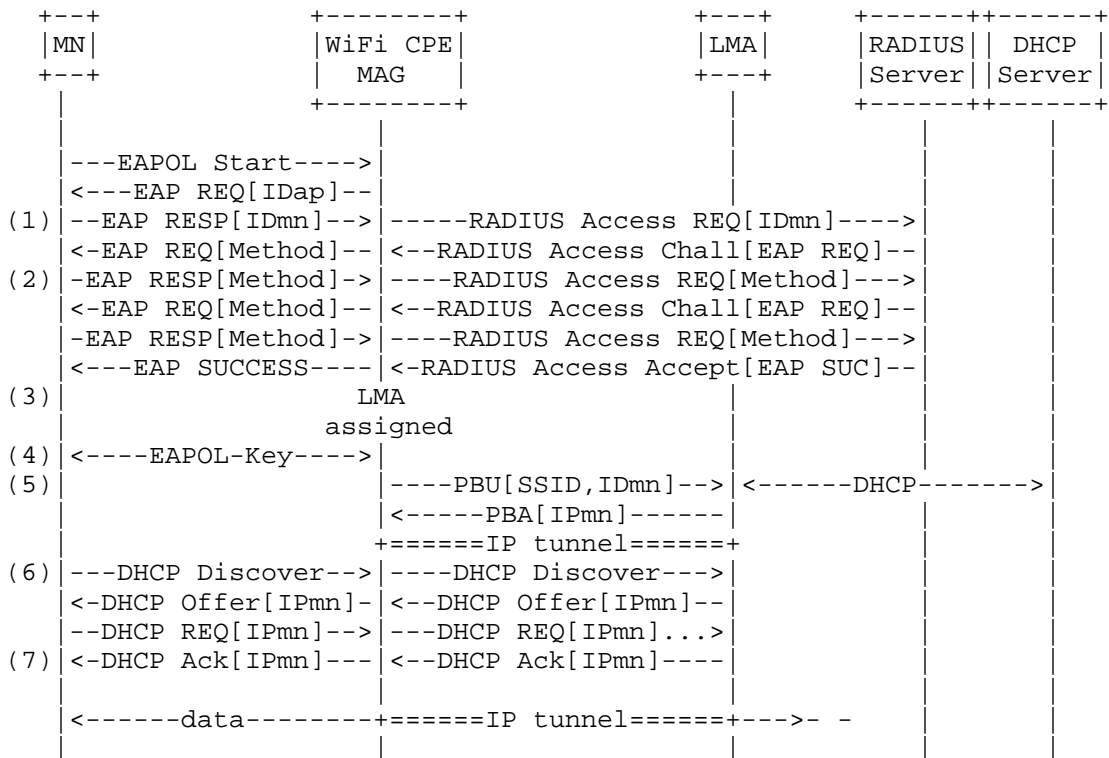 +--+                +--------+                +---+      +------++------+
|MN|                |WiFi CPE|                |LMA|      |RADIUS|| DHCP |
+--+                |  MAG   |                +---+      |Server||Server|
 |                  +--------+                  |        +------++------+
 |                      |                       |            |       |
 |---EAPOL Start---->|                       |            |       |
 |<---EAP REQ[IDap]--|                       |            |       |
(1)|--EAP RESP[IDmn]-->|-----RADIUS Access REQ[IDmn]---->|       |
 |<-EAP REQ[Method]--|<--RADIUS Access Chall[EAP REQ]--|       |
(2)|-EAP RESP[Method]->|----RADIUS Access REQ[Method]--->|       |
 |<-EAP REQ[Method]--|<--RADIUS Access Chall[EAP REQ]--|       |
 |-EAP RESP[Method]->|----RADIUS Access REQ[Method]--->|       |
 |<---EAP SUCCESS----|<-RADIUS Access Accept[EAP SUC]--|       |
(3)|                 LMA                     |           |       |
 |               assigned                   |           |       |
(4)|<----EAPOL-Key---->|                     |           |       |
(5)|                   |----PBU[SSID,IDmn]-->|<------DHCP------->|
 |                   |<-----PBA[IPmn]------|           |       |
 |                   +======IP tunnel======+           |       |
(6)|---DHCP Discover-->|----DHCP Discover--->|           |       |
 |<-DHCP Offer[IPmn]-|<--DHCP Offer[IPmn]--|           |       |
 |--DHCP REQ[IPmn]-->|---DHCP REQ[IPmn]...>|           |       |
(7)|<-DHCP Ack[IPmn]---|<--DHCP Ack[IPmn]----|           |       |
 |                   |                     |           |       |
 |<------data--------+======IP tunnel======+--->- -    |       |
 |                   |                     |           |       |